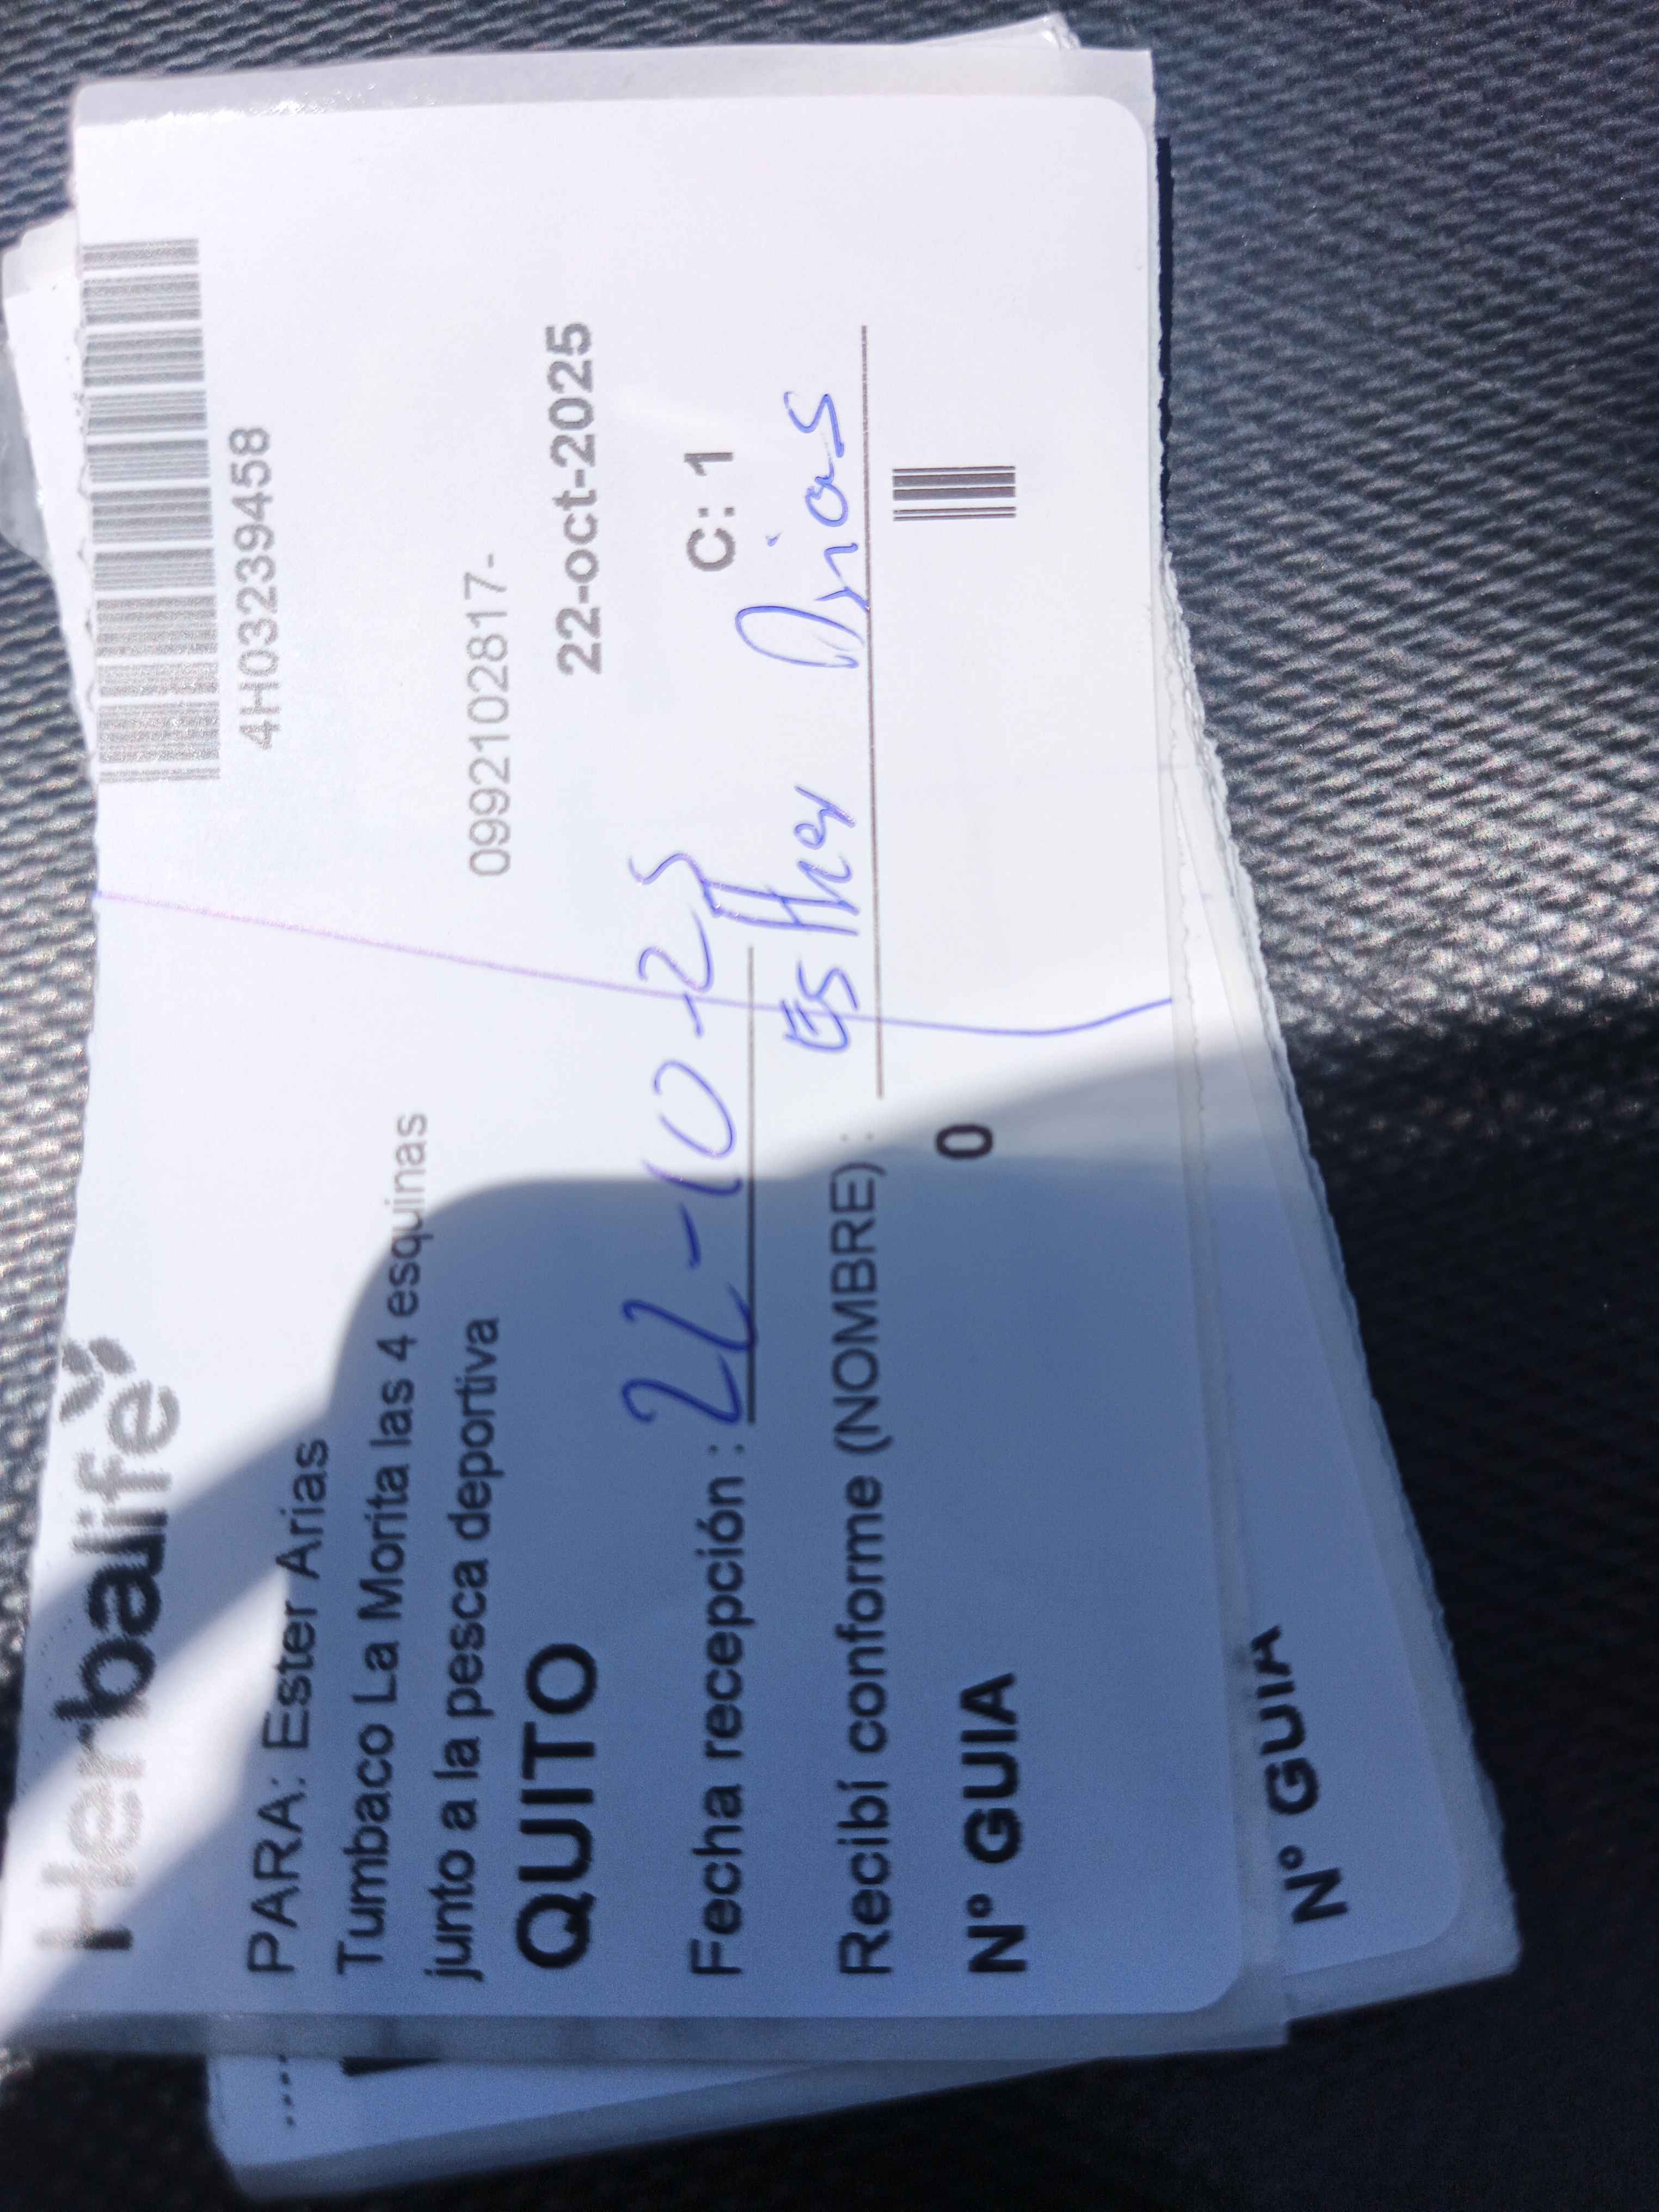 Herbalife
4H03239458
PARA: Ester Arias
Tumbaco La Morita las 4 esquinas
junto a la pesca deportiva
0992102817-
QUITO
22-oct-2025
Fecha recepción : 22-10-25
C: 1
Recibí conforme (NOMBRE) : Esther Arias
N° GUIA 0
N° GUIA